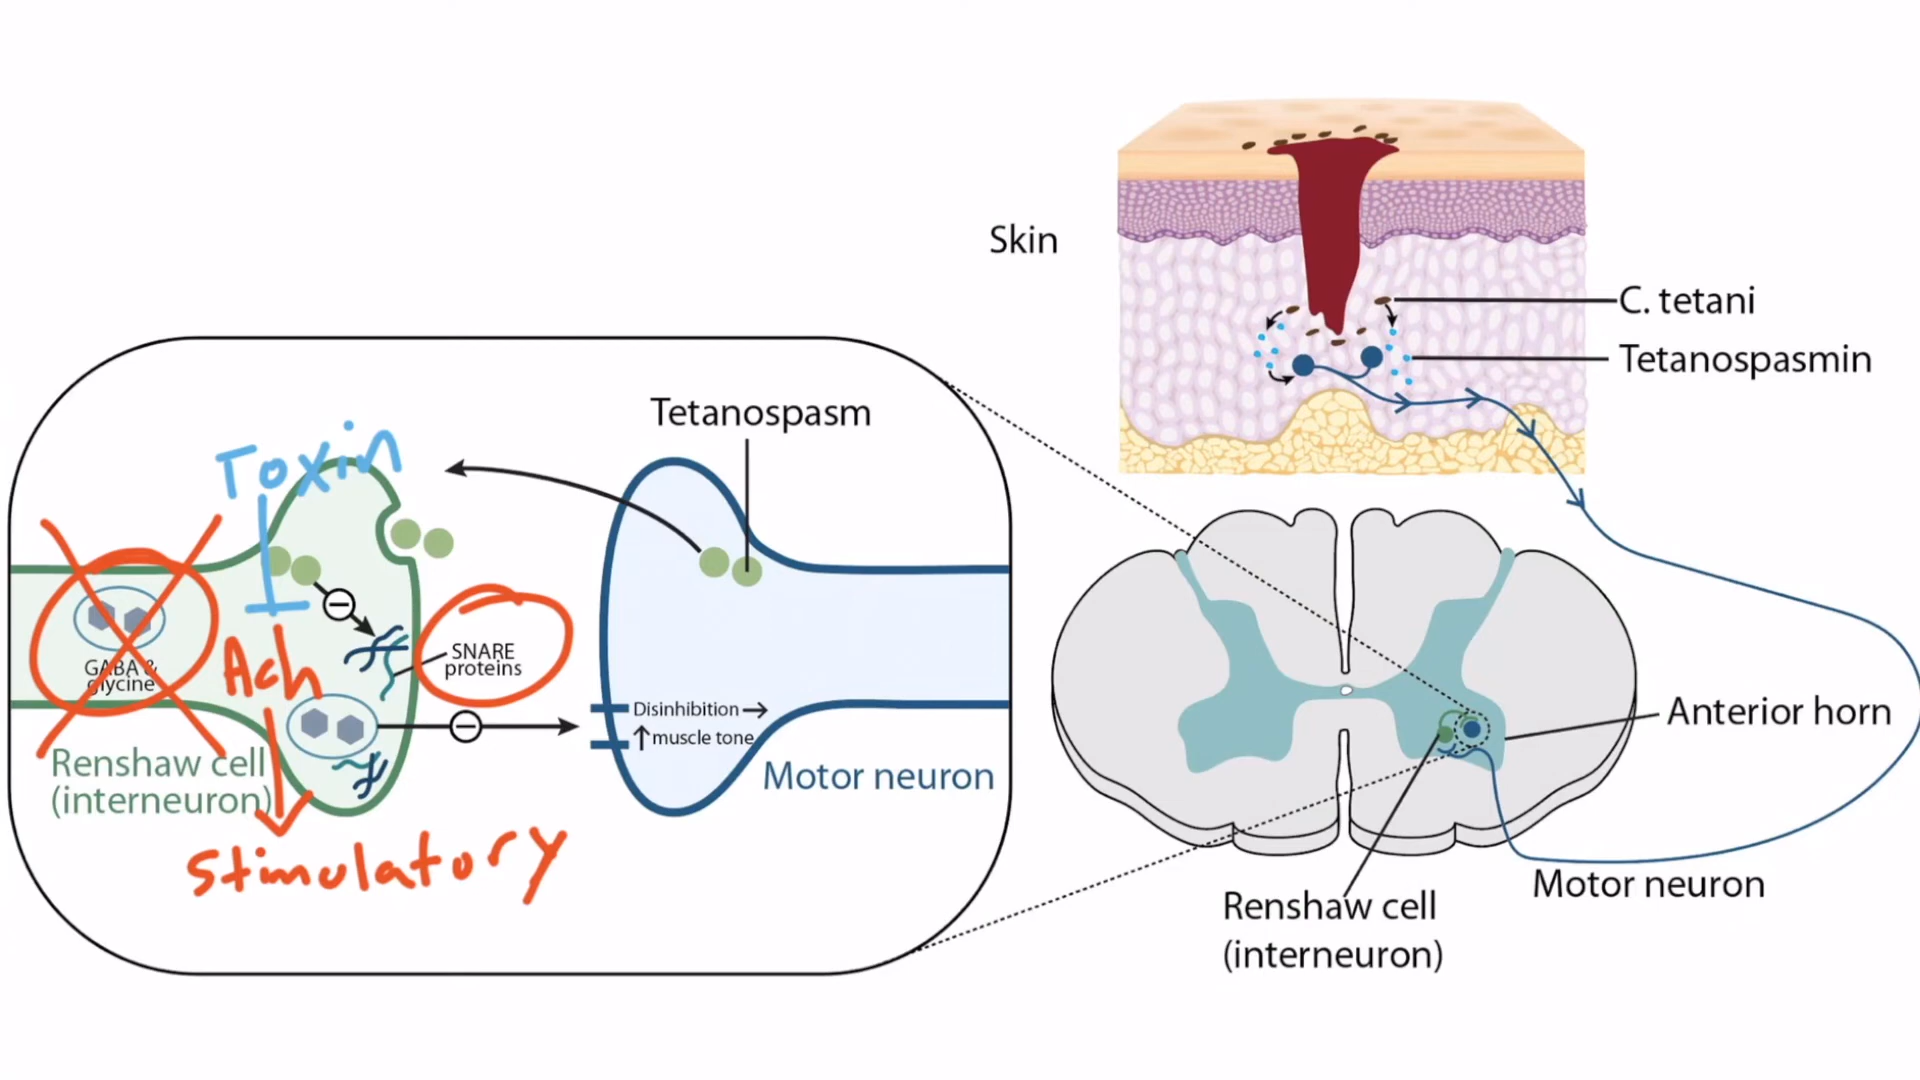 Skin
C. tetani
Tetanospasmin
Tetanospasm
Toxin
SNARE
proteins
GABA &
glycine
Ach
Disinhibition →
↑muscle tone
Renshaw cell
(interneuron)
Motor neuron
Stimulatory
Anterior horn
Motor neuron
Renshaw cell
(interneuron)